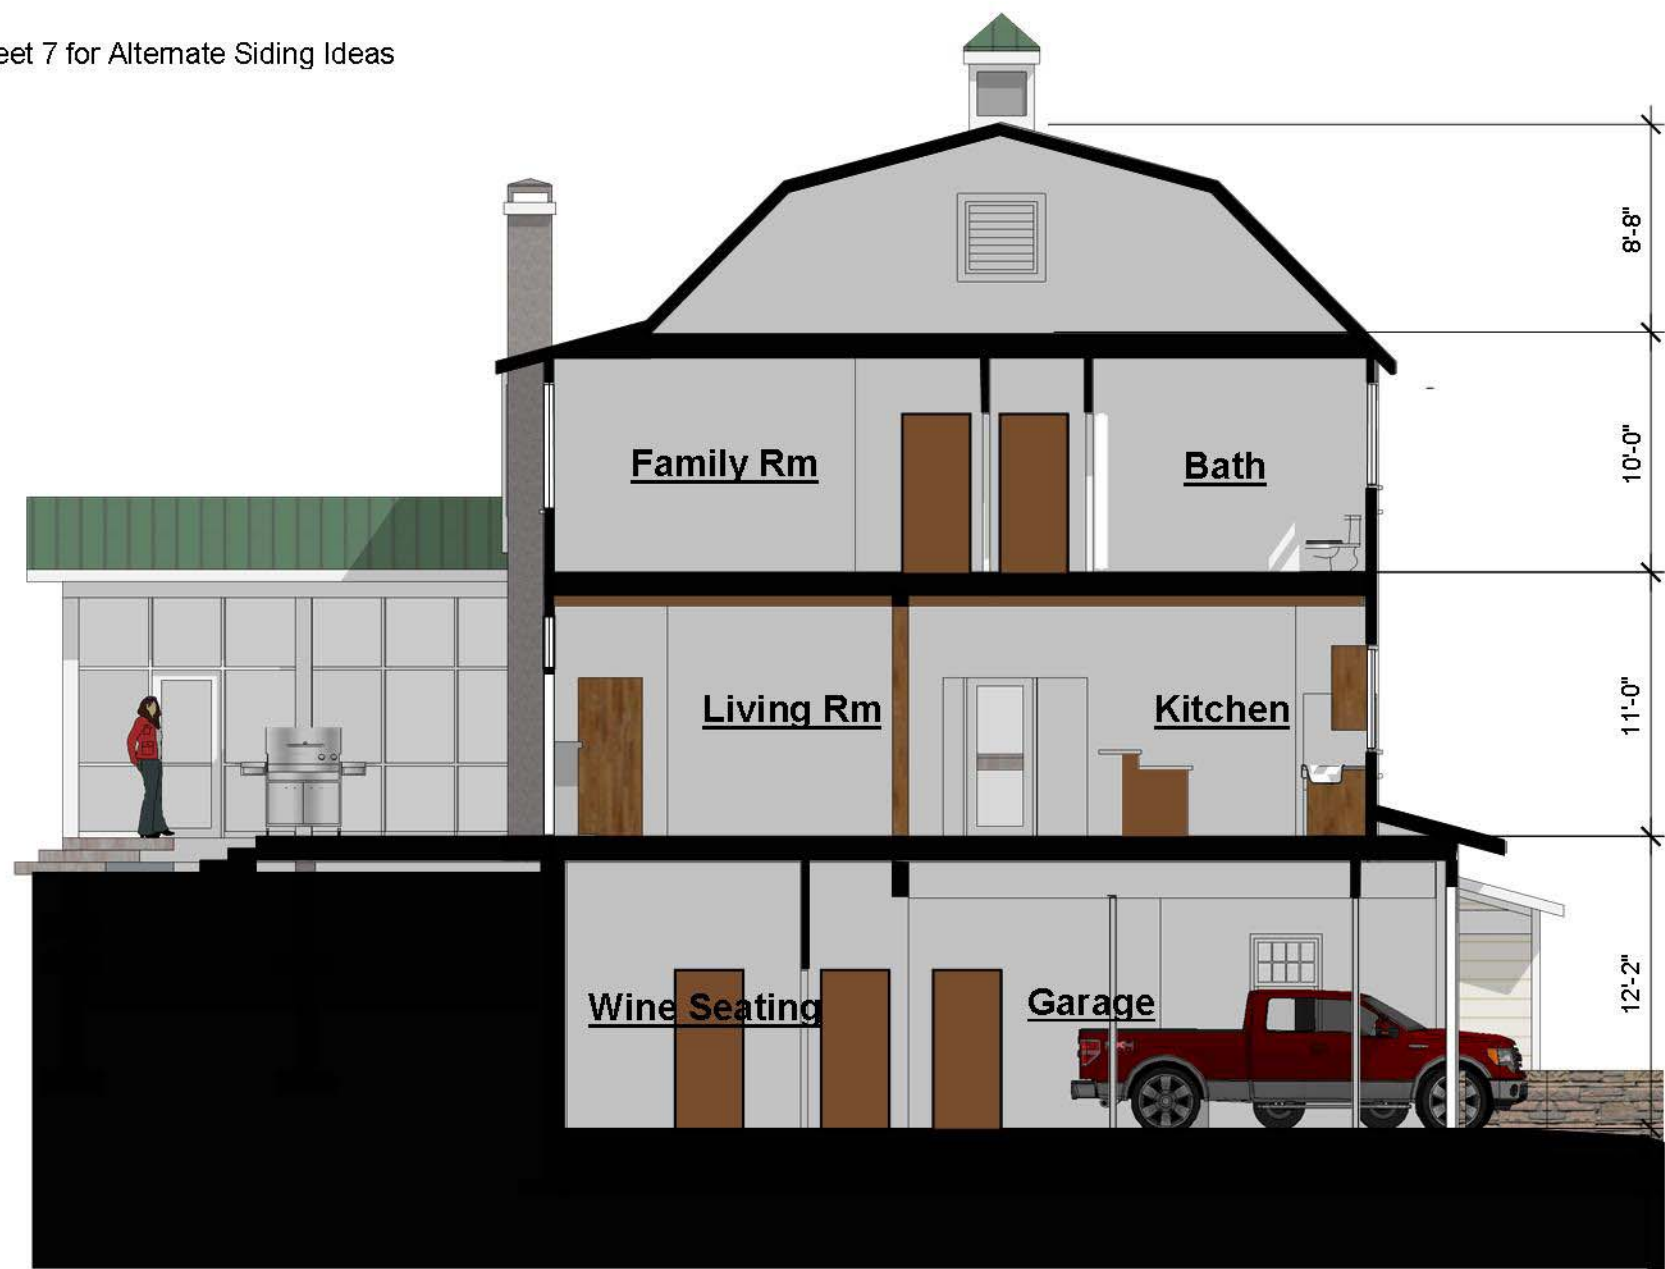 eet 7 for Alternate Siding Ideas
8'-8"
Family Rm
Bath
10'-0"
Living Rm
Kitchen
11'-0"
Wine Seating
Garage
12'-2"